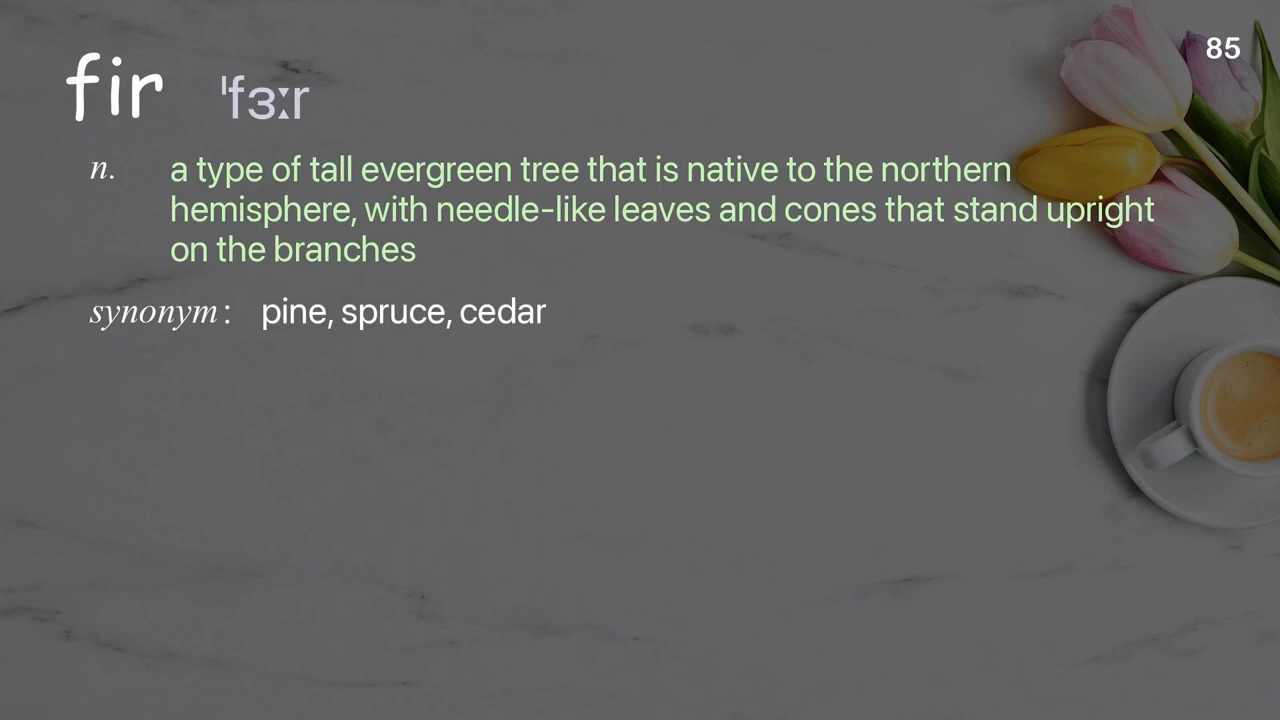 85
fir ˈfɜːr
n. a type of tall evergreen tree that is native to the northern
hemisphere, with needle-like leaves and cones that stand upright
on the branches
synonym: pine, spruce, cedar